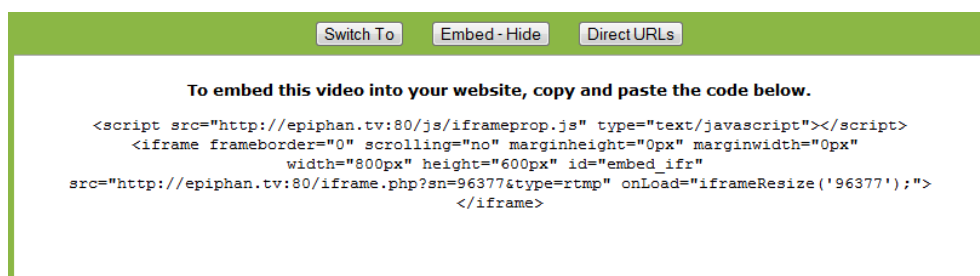 Switch To Embed - Hide Direct URLs
To embed this video into your website, copy and paste the code below.
<script src="http://epiphan.tv:80/js/iframeprop.js" type="text/javascript"></script>
<iframe frameborder="0" scrolling="no" marginheight="0px" marginwidth="0px"
width="800px" height="600px" id="embed_ifr"
src="http://epiphan.tv:80/iframe.php?sn=96377&type=rtmp" onLoad="iframeResize('96377');">
</iframe>